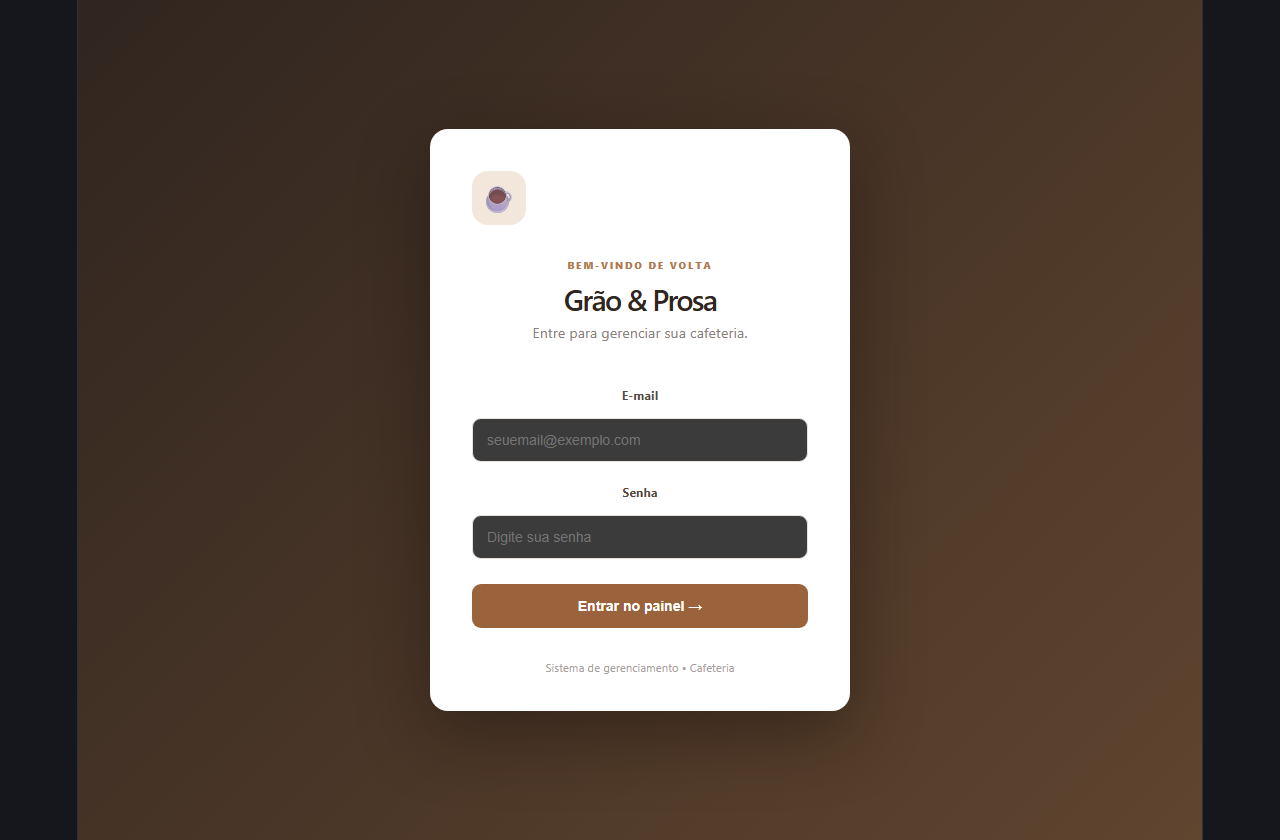 BEM-VINDO DE VOLTA
Grão & Prosa
Entre para gerenciar sua cafeteria.
E-mail
seuemail@exemplo.com
Senha
Digite sua senha
Entrar no painel →
Sistema de gerenciamento • Cafeteria